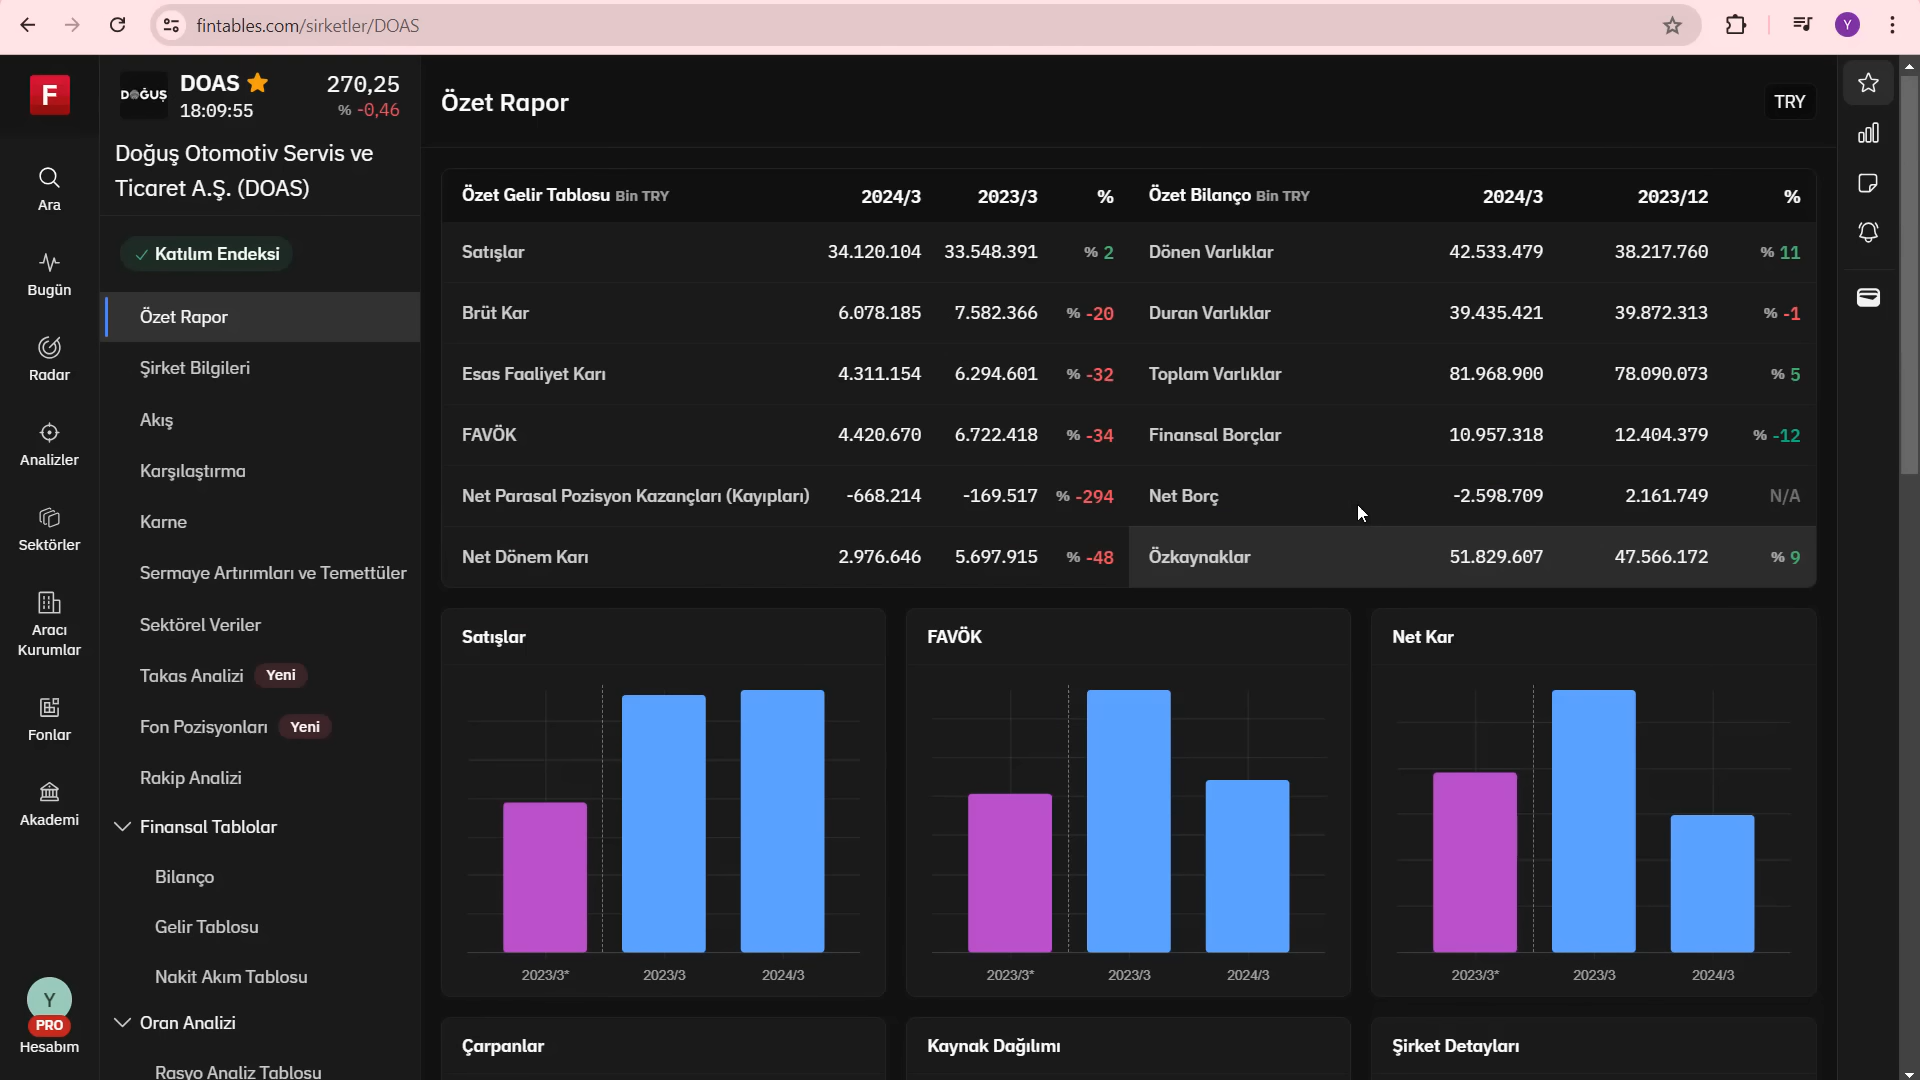 fintables.com/sirketler/DOAS
Y
F
DOĞUŞ
DOAS
270,25
18:09:55
% -0,46
Doğuş Otomotiv Servis ve
Ticaret A.Ş. (DOAS)
Katılım Endeksi
Ara
Bugün
Radar
Analizler
Sektörler
Aracı
Kurumlar
Fonlar
Akademi
Y
PRO
Hesabım
Özet Rapor
Şirket Bilgileri
Akış
Karşılaştırma
Karne
Sermaye Artırımları ve Temettüler
Sektörel Veriler
Takas Analizi Yeni
Fon Pozisyonları Yeni
Rakip Analizi
Finansal Tablolar
Bilanço
Gelir Tablosu
Nakit Akım Tablosu
Oran Analizi
Rasyo Analiz Tablosu
Özet Rapor
TRY
Özet Gelir Tablosu Bin TRY 2024/3 2023/3 %
Satışlar 34.120.104 33.548.391 % 2
Brüt Kar 6.078.185 7.582.366 % -20
Esas Faaliyet Karı 4.311.154 6.294.601 % -32
FAVÖK 4.420.670 6.722.418 % -34
Net Parasal Pozisyon Kazançları (Kayıpları) -668.214 -169.517 % -294
Net Dönem Karı 2.976.646 5.697.915 % -48
Özet Bilanço Bin TRY 2024/3 2023/12 %
Dönen Varlıklar 42.533.479 38.217.760 % 11
Duran Varlıklar 39.435.421 39.872.313 % -1
Toplam Varlıklar 81.968.900 78.090.073 % 5
Finansal Borçlar 10.957.318 12.404.379 % -12
Net Borç -2.598.709 2.161.749 N/A
Özkaynaklar 51.829.607 47.566.172 % 9
Satışlar
2023/3* 2023/3 2024/3
FAVÖK
2023/3* 2023/3 2024/3
Net Kar
2023/3* 2023/3 2024/3
Çarpanlar
Kaynak Dağılımı
Şirket Detayları